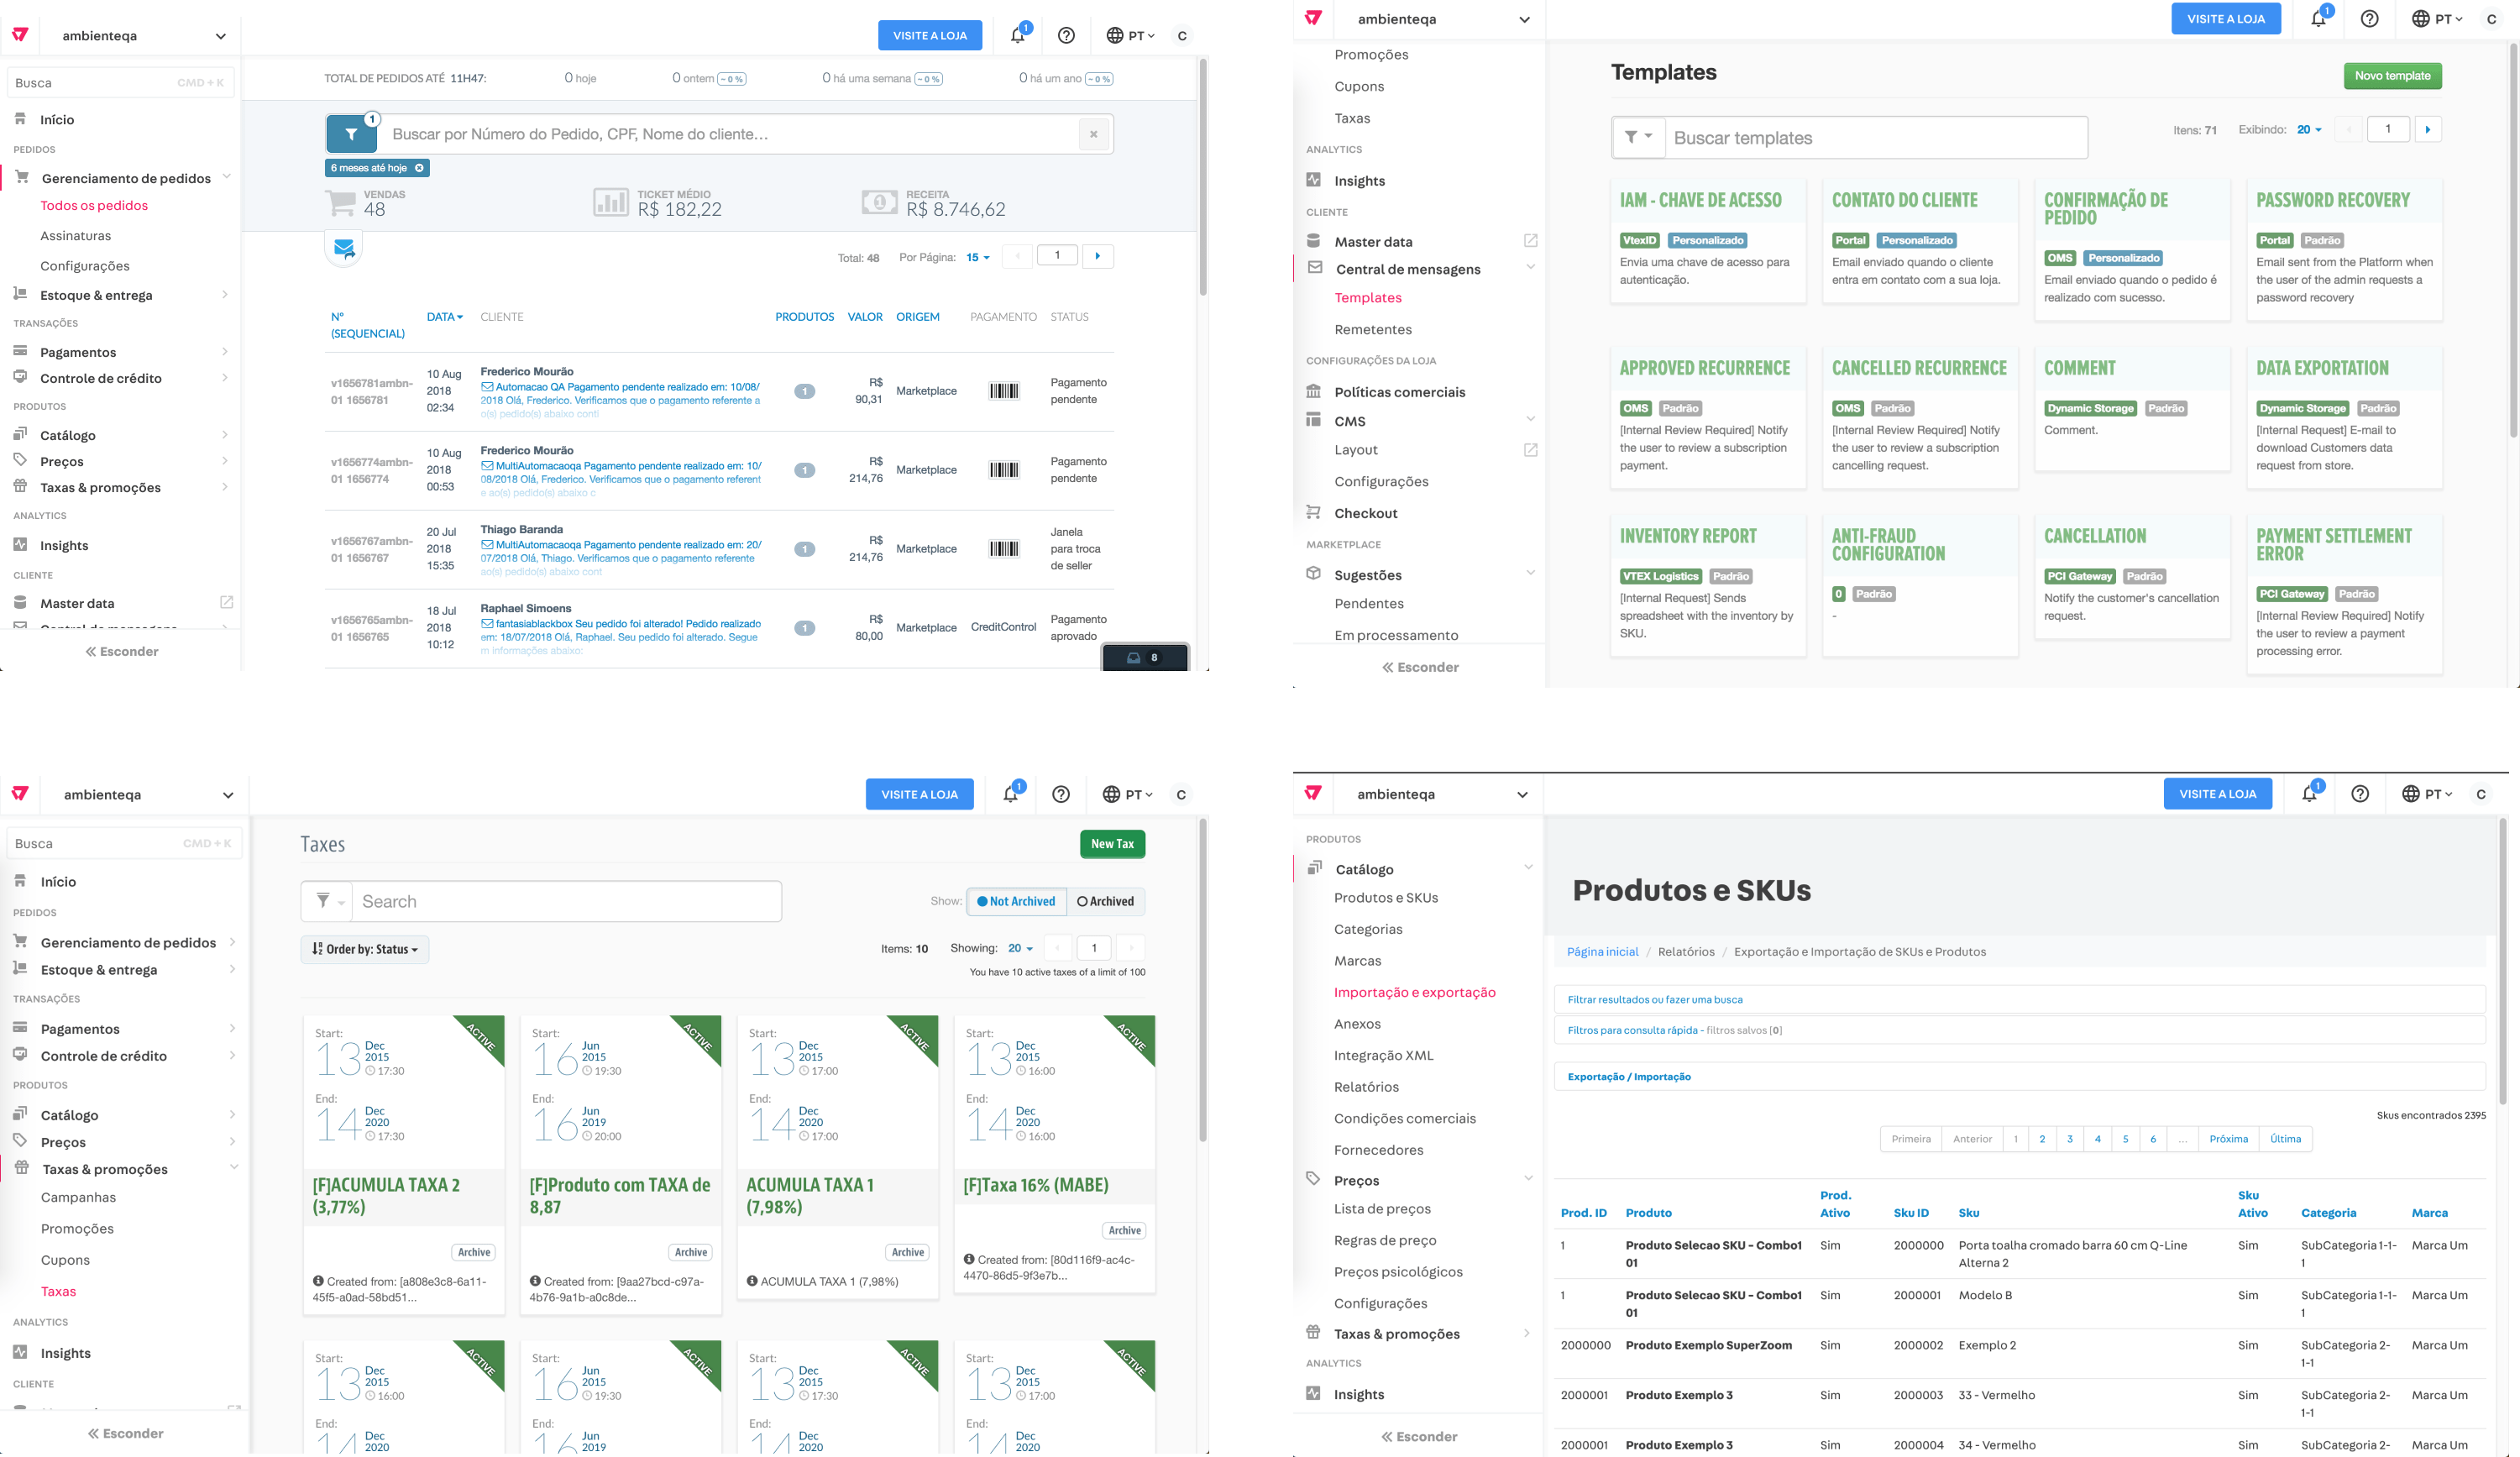 ambienteqa
VISITE A LOJA
1
PT
C
Busca
CMD + K
Início
PEDIDOS
Gerenciamento de pedidos
Todos os pedidos
Assinaturas
Configurações
Estoque & entrega
TRANSAÇÕES
Pagamentos
Controle de crédito
PRODUTOS
Catálogo
Preços
Taxas & promoções
ANALYTICS
Insights
CLIENTE
Master data
Esconder
TOTAL DE PEDIDOS ATÉ 11H47:
0 hoje
0 ontem ~ 0 %
0 há uma semana ~ 0 %
0 há um ano ~ 0 %
1
Buscar por Número do Pedido, CPF, Nome do cliente...
×
6 meses até hoje
VENDAS
48
TICKET MÉDIO
R$ 182,22
RECEITA
R$ 8.746,62
Total: 48
Por Página: 15
1
Nº (SEQUENCIAL) DATA CLIENTE PRODUTOS VALOR ORIGEM PAGAMENTO STATUS
v1656781ambn-
01 1656781
10 Aug
2018
02:34
Frederico Mourão
Automacao QA Pagamento pendente realizado em: 10/08/
2018 Olá, Frederico. Verificamos que o pagamento referente a
o(s) pedido(s) abaixo conti
1
R$
90,31
Marketplace
Pagamento
pendente
v1656774ambn-
01 1656774
10 Aug
2018
00:53
Frederico Mourão
MultiAutomacaoqa Pagamento pendente realizado em: 10/
08/2018 Olá, Frederico. Verificamos que o pagamento referent
e ao(s) pedido(s) abaixo c
1
R$
214,76
Marketplace
Pagamento
pendente
v1656767ambn-
01 1656767
20 Jul
2018
15:35
Thiago Baranda
MultiAutomacaoqa Pagamento pendente realizado em: 20/
07/2018 Olá, Thiago. Verificamos que o pagamento referente
ao(s) pedido(s) abaixo cont
1
R$
214,76
Marketplace
Janela
para troca
de seller
v1656765ambn-
01 1656765
18 Jul
2018
10:12
Raphael Simoens
fantasiablackbox Seu pedido foi alterado! Pedido realizado
em: 18/07/2018 Olá, Raphael. Seu pedido foi alterado. Segue
m informações abaixo:
1
R$
80,00
Marketplace
CreditControl
Pagamento
aprovado
8
ambienteqa
VISITE A LOJA
1
PT
C
Promoções
Cupons
Taxas
ANALYTICS
Insights
CLIENTE
Master data
Central de mensagens
Templates
Remetentes
CONFIGURAÇÕES DA LOJA
Políticas comerciais
CMS
Layout
Configurações
Checkout
MARKETPLACE
Sugestões
Pendentes
Em processamento
Esconder
Templates
Novo template
Buscar templates
Itens: 71
Exibindo: 20
1
IAM - CHAVE DE ACESSO
VtexID Personalizado
Envia uma chave de acesso para
autenticação.
CONTATO DO CLIENTE
Portal Personalizado
Email enviado quando o cliente
entra em contato com a sua loja.
CONFIRMAÇÃO DE
PEDIDO
OMS Personalizado
Email enviado quando o pedido é
realizado com sucesso.
PASSWORD RECOVERY
Portal Padrão
Email sent from the Platform when
the user of the admin requests a
password recovery
APPROVED RECURRENCE
OMS Padrão
[Internal Review Required] Notify
the user to review a subscription
payment.
CANCELLED RECURRENCE
OMS Padrão
[Internal Review Required] Notify
the user to review a subscription
cancelling request.
COMMENT
Dynamic Storage Padrão
Comment.
DATA EXPORTATION
Dynamic Storage Padrão
[Internal Request] E-mail to
download Customers data
request from store.
INVENTORY REPORT
VTEX Logistics Padrão
[Internal Request] Sends
spreadsheet with the inventory by
SKU.
ANTI-FRAUD
CONFIGURATION
0 Padrão
-
CANCELLATION
PCI Gateway Padrão
Notify the customer's cancellation
request.
PAYMENT SETTLEMENT
ERROR
PCI Gateway Padrão
[Internal Review Required] Notify
the user to review a payment
processing error.
ambienteqa
VISITE A LOJA
1
PT
C
Busca
CMD + K
Início
PEDIDOS
Gerenciamento de pedidos
Estoque & entrega
TRANSAÇÕES
Pagamentos
Controle de crédito
PRODUTOS
Catálogo
Preços
Taxas & promoções
Campanhas
Promoções
Cupons
Taxas
ANALYTICS
Insights
CLIENTE
Esconder
Taxes
New Tax
Search
Show: Not Archived Archived
Order by: Status
Items: 10
Showing: 20
1
You have 10 active taxes of a limit of 100
ACTIVE
Start:
13 Dec 2015 17:30
End:
14 Dec 2020 17:30
[F]ACUMULA TAXA 2
(3,77%)
Archive
Created from: [a808e3c8-6a11-
45f5-a0ad-58bd51...
ACTIVE
Start:
16 Jun 2015 19:30
End:
16 Jun 2019 20:00
[F]Produto com TAXA de
8,87
Archive
Created from: [9aa27bcd-c97a-
4b76-9a1b-a0c8de...
ACTIVE
Start:
13 Dec 2015 17:00
End:
14 Dec 2020 17:00
ACUMULA TAXA 1
(7,98%)
Archive
ACUMULA TAXA 1 (7,98%)
ACTIVE
Start:
13 Dec 2015 16:00
End:
14 Dec 2020 16:00
[F]Taxa 16% (MABE)
Archive
Created from: [80d116f9-ac4c-
4470-86d5-9f3e7b...
ACTIVE
Start:
13 Dec 2015 16:00
End:
14 Dec 2020
ACTIVE
Start:
16 Jun 2015 19:30
End:
16 Jun 2019
ACTIVE
Start:
13 Dec 2015 17:30
End:
14 Dec 2020
ACTIVE
Start:
13 Dec 2015 17:00
End:
14 Dec 2020
ambienteqa
VISITE A LOJA
1
PT
C
PRODUTOS
Catálogo
Produtos e SKUs
Categorias
Marcas
Importação e exportação
Anexos
Integração XML
Relatórios
Condições comerciais
Fornecedores
Preços
Lista de preços
Regras de preço
Preços psicológicos
Configurações
Taxas & promoções
ANALYTICS
Insights
Esconder
Produtos e SKUs
Página inicial / Relatórios / Exportação e Importação de SKUs e Produtos
Filtrar resultados ou fazer uma busca
Filtros para consulta rápida - filtros salvos [0]
Exportação / Importação
Skus encontrados 2395
Primeira Anterior 1 2 3 4 5 6 ... Próxima Última
Prod. ID Produto Prod. Ativo Sku ID Sku Sku Ativo Categoria Marca
1 Produto Selecao SKU - Combo1 01 Sim 2000000 Porta toalha cromado barra 60 cm Q-Line Alterna 2 Sim SubCategoria 1-1-1 Marca Um
1 Produto Selecao SKU - Combo1 01 Sim 2000001 Modelo B Sim SubCategoria 1-1-1 Marca Um
2000000 Produto Exemplo SuperZoom Sim 2000002 Exemplo 2 Sim SubCategoria 2-1-1 Marca Um
2000001 Produto Exemplo 3 Sim 2000003 33 - Vermelho Sim SubCategoria 2-1-1 Marca Um
2000001 Produto Exemplo 3 Sim 2000004 34 - Vermelho Sim SubCategoria 2- Marca Um